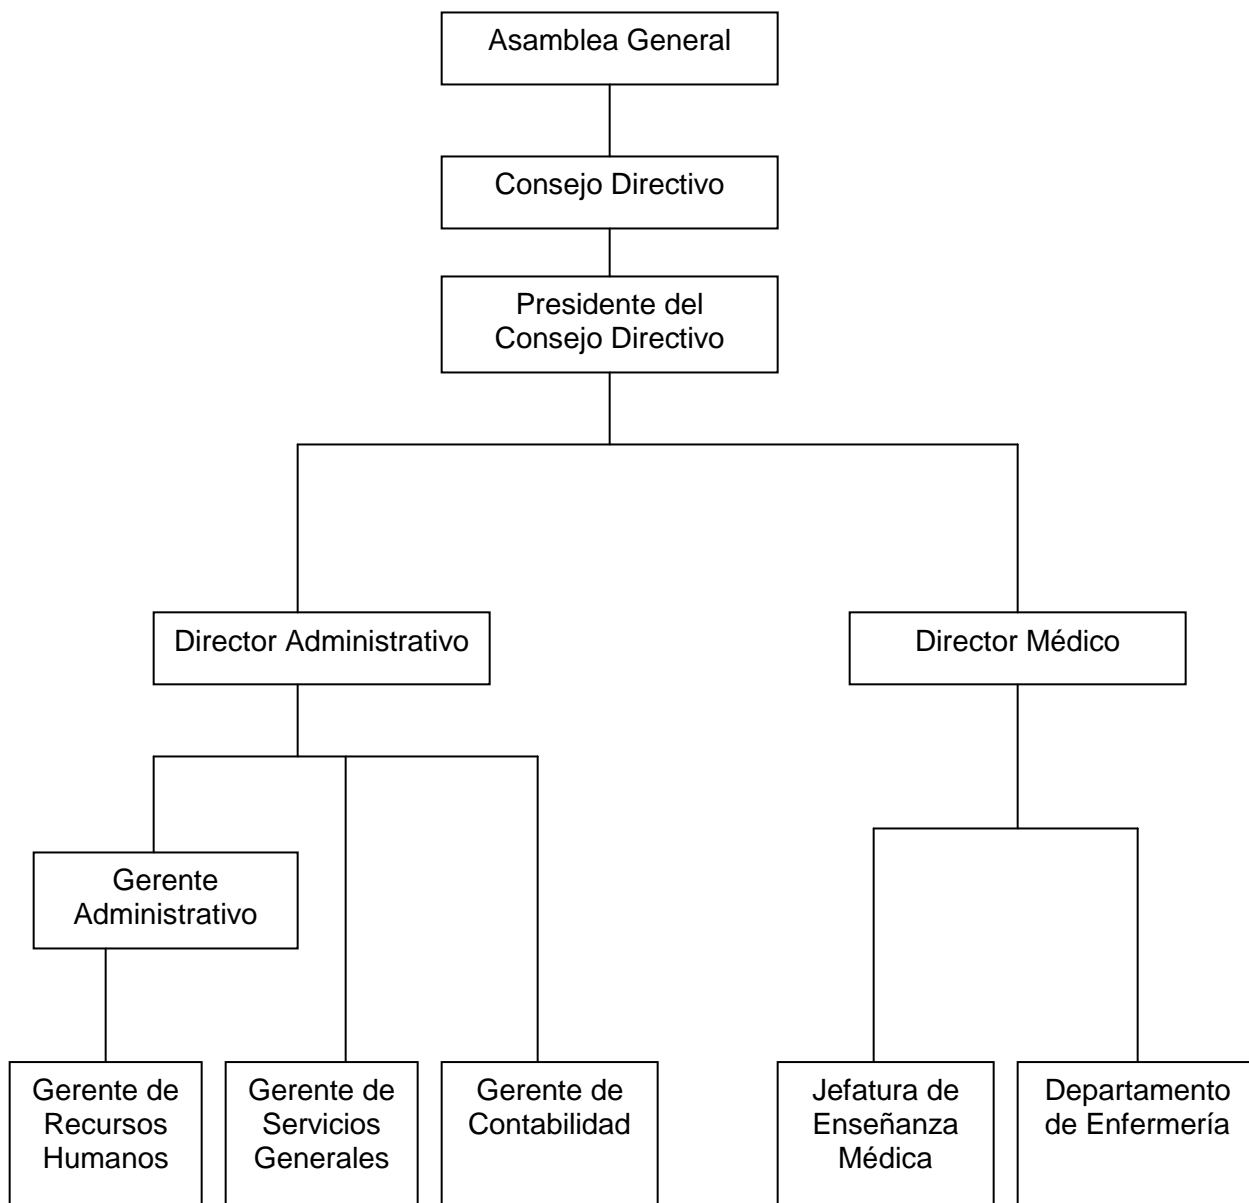 Asamblea General
Consejo Directivo
Presidente del
Consejo Directivo
Director Administrativo
Director Médico
Gerente
Administrativo
Gerente de
Recursos
Humanos
Gerente de
Servicios
Generales
Gerente de
Contabilidad
Jefatura de
Enseñanza
Médica
Departamento
de Enfermería